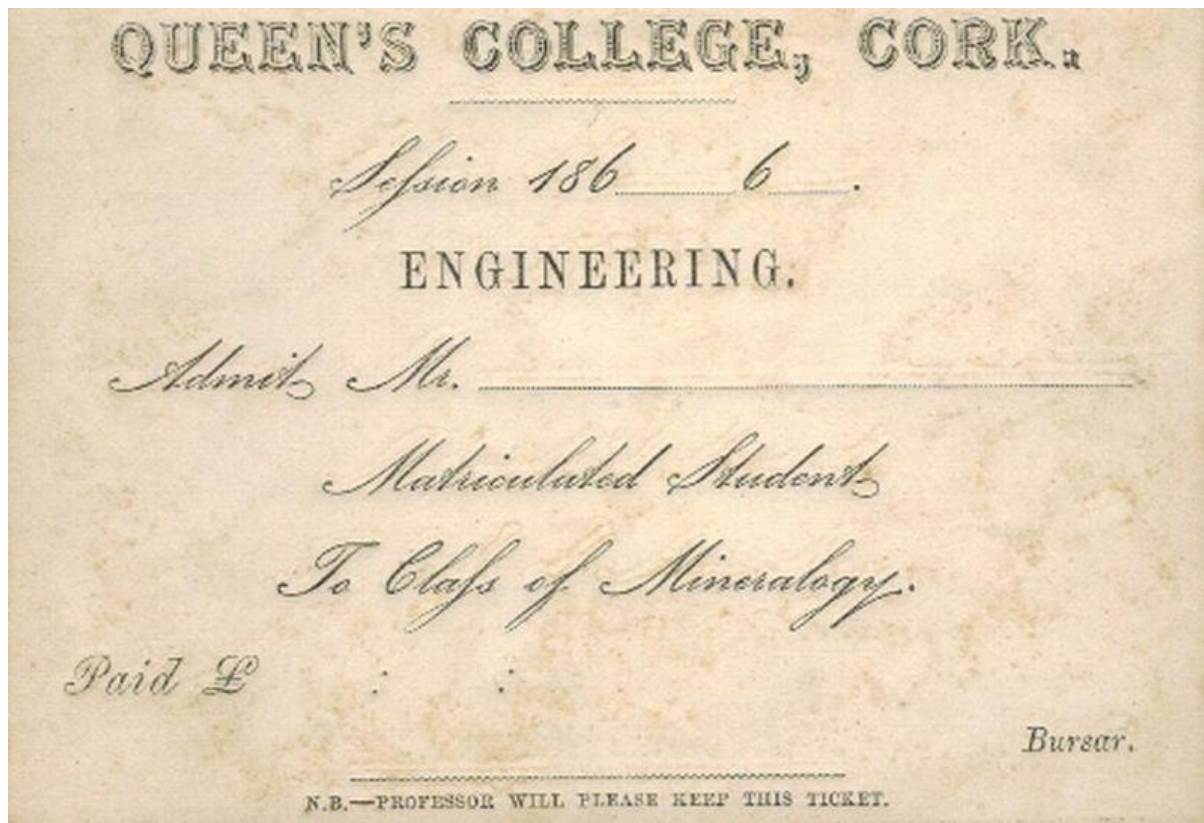 QUEEN'S COLLEGE, CORK.
Seſsion 186 6 .
ENGINEERING.
Admit Mr.
Matriculated Student
To Claſs of Mineralogy.
Paid £ : :
Bursar.
N.B.—PROFESSOR WILL PLEASE KEEP THIS TICKET.